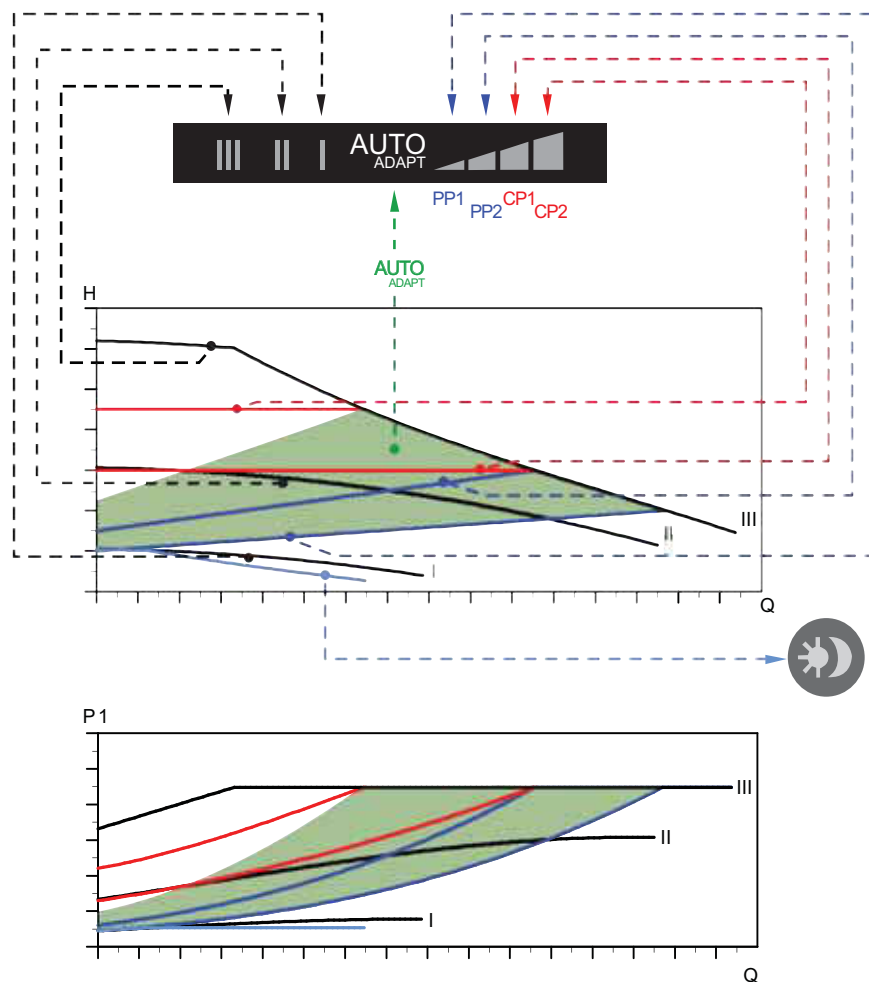 III II I AUTO
ADAPT
PP1 CP1
PP2 CP2
AUTO
ADAPT
H
III
II
I
Q
P1
III
II
I
Q